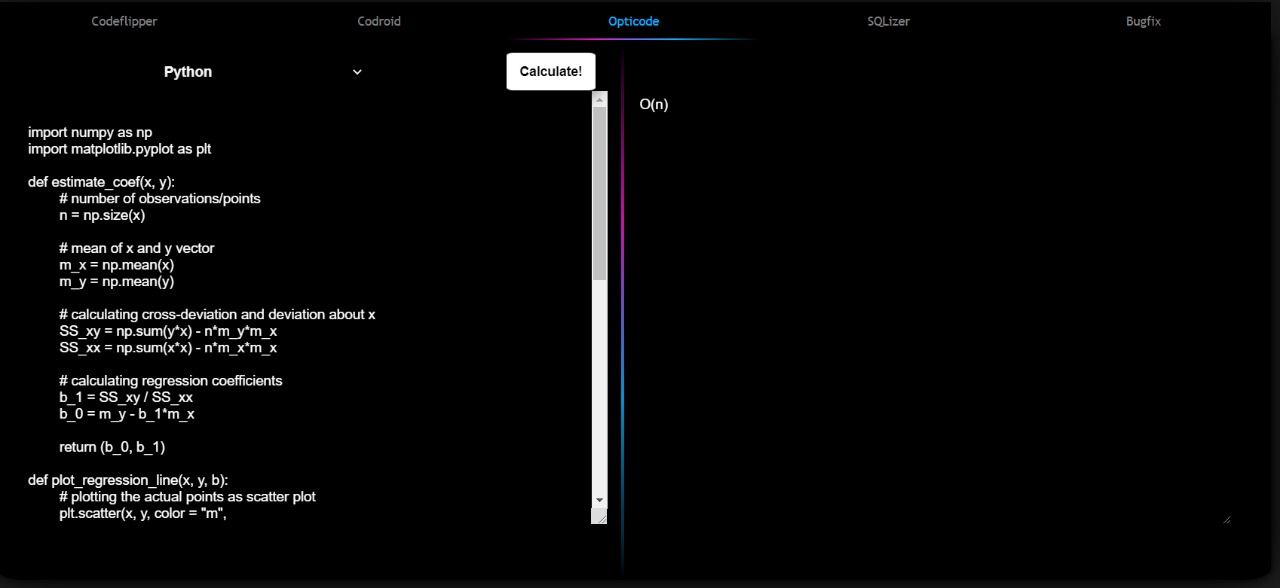 Codeflipper Codroid Opticode SQLizer Bugfix
Python Calculate!
O(n)
import numpy as np
import matplotlib.pyplot as plt
def estimate_coef(x, y):
# number of observations/points
n = np.size(x)
# mean of x and y vector
m_x = np.mean(x)
m_y = np.mean(y)
# calculating cross-deviation and deviation about x
SS_xy = np.sum(y*x) - n*m_y*m_x
SS_xx = np.sum(x*x) - n*m_x*m_x
# calculating regression coefficients
b_1 = SS_xy / SS_xx
b_0 = m_y - b_1*m_x
return (b_0, b_1)
def plot_regression_line(x, y, b):
# plotting the actual points as scatter plot
plt.scatter(x, y, color = "m",